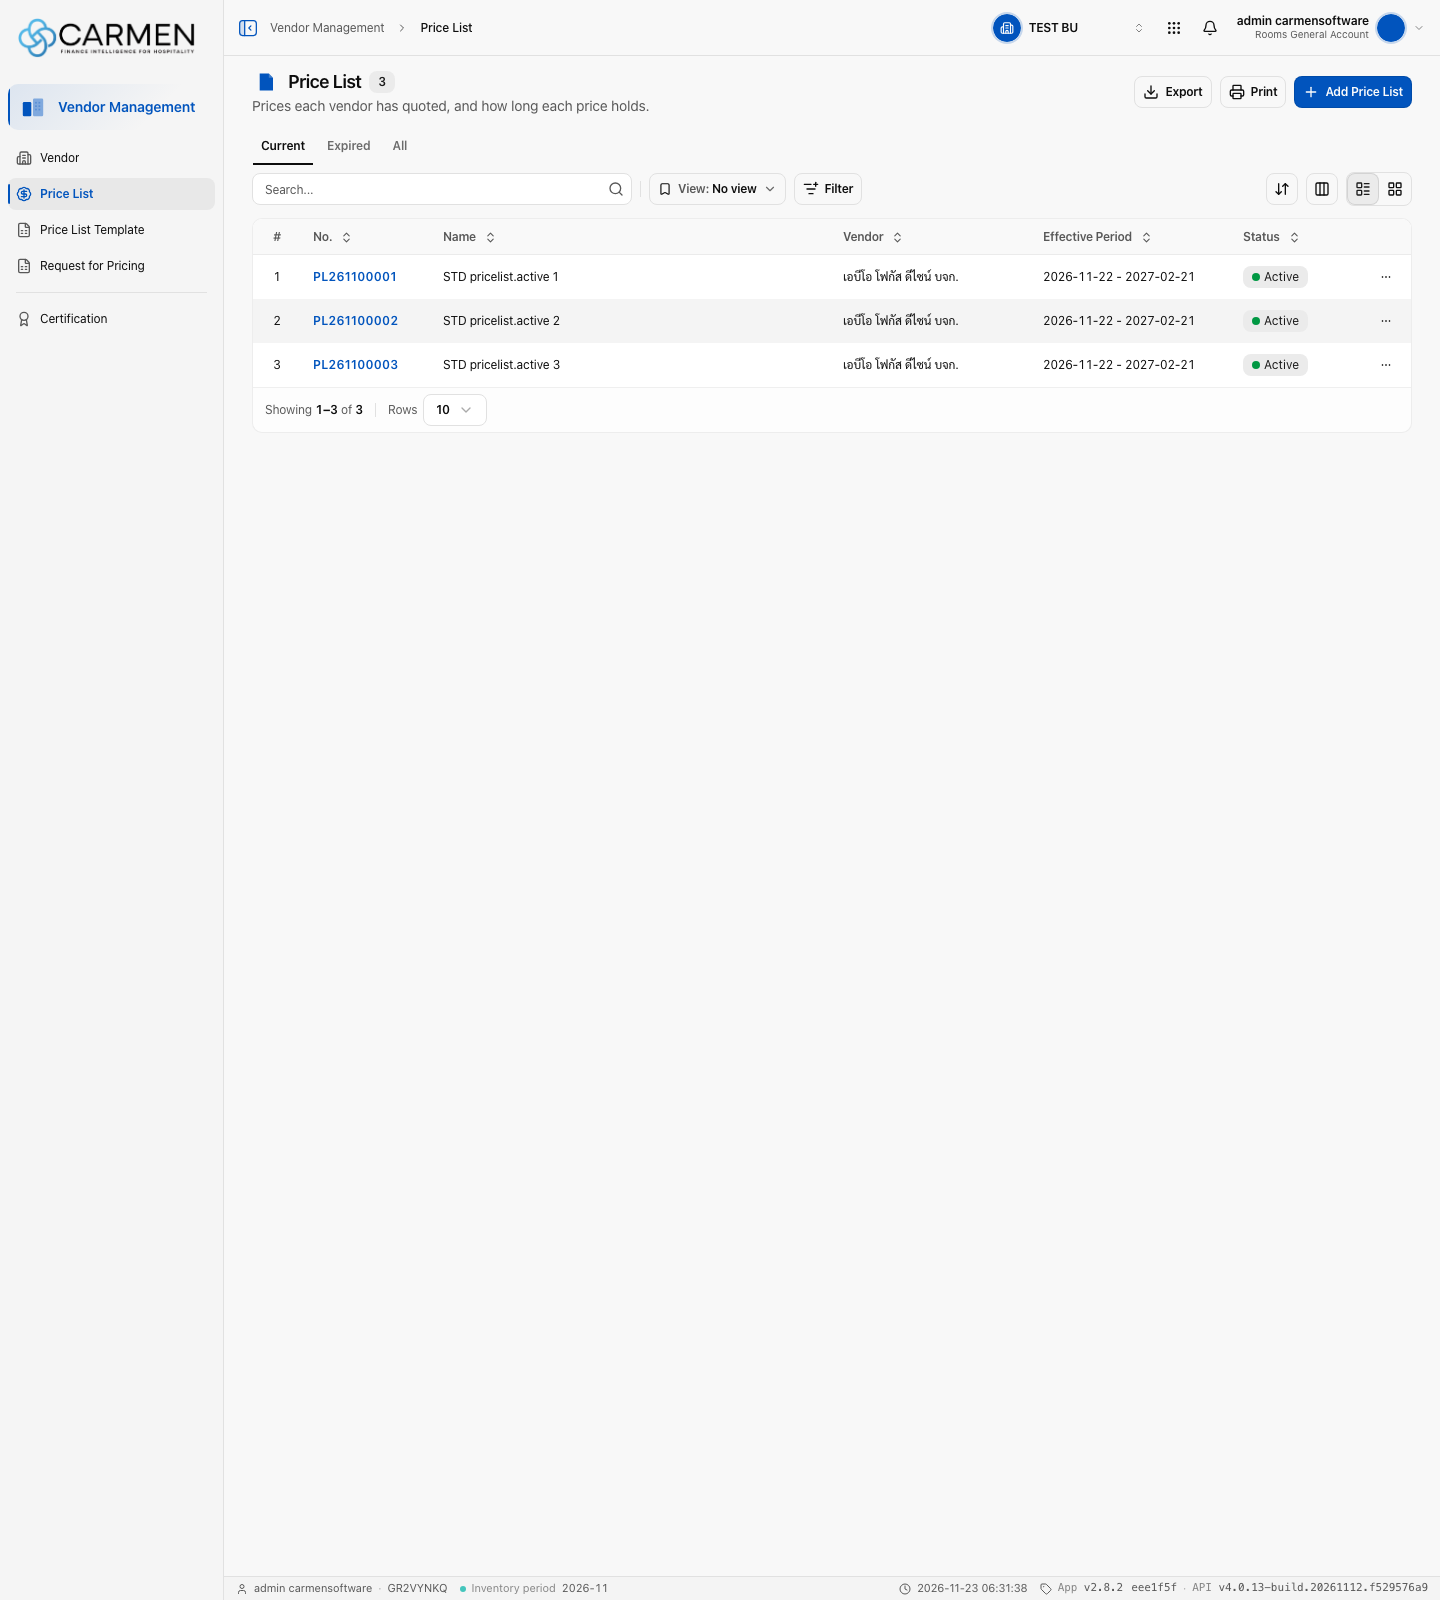 CARMEN
FINANCE INTELLIGENCE FOR HOSPITALITY
Vendor Management
Vendor
Price List
Price List Template
Request for Pricing
Certification
Vendor Management > Price List
TEST BU
admin carmensoftware
Rooms General Account
Price List 3
Prices each vendor has quoted, and how long each price holds.
Export Print Add Price List
Current Expired All
Search... View: No view Filter
# No. Name Vendor Effective Period Status
1 PL261100001 STD pricelist.active 1 เอบีโอ โฟกัส ดีไซน์ บจก. 2026-11-22 - 2027-02-21 Active ...
2 PL261100002 STD pricelist.active 2 เอบีโอ โฟกัส ดีไซน์ บจก. 2026-11-22 - 2027-02-21 Active ...
3 PL261100003 STD pricelist.active 3 เอบีโอ โฟกัส ดีไซน์ บจก. 2026-11-22 - 2027-02-21 Active ...
Showing 1–3 of 3 Rows 10
admin carmensoftware · GR2VYNKQ Inventory period 2026-11 2026-11-23 06:31:38 App v2.8.2 eee1f5f · API v4.0.13-build.20261112.f529576a9